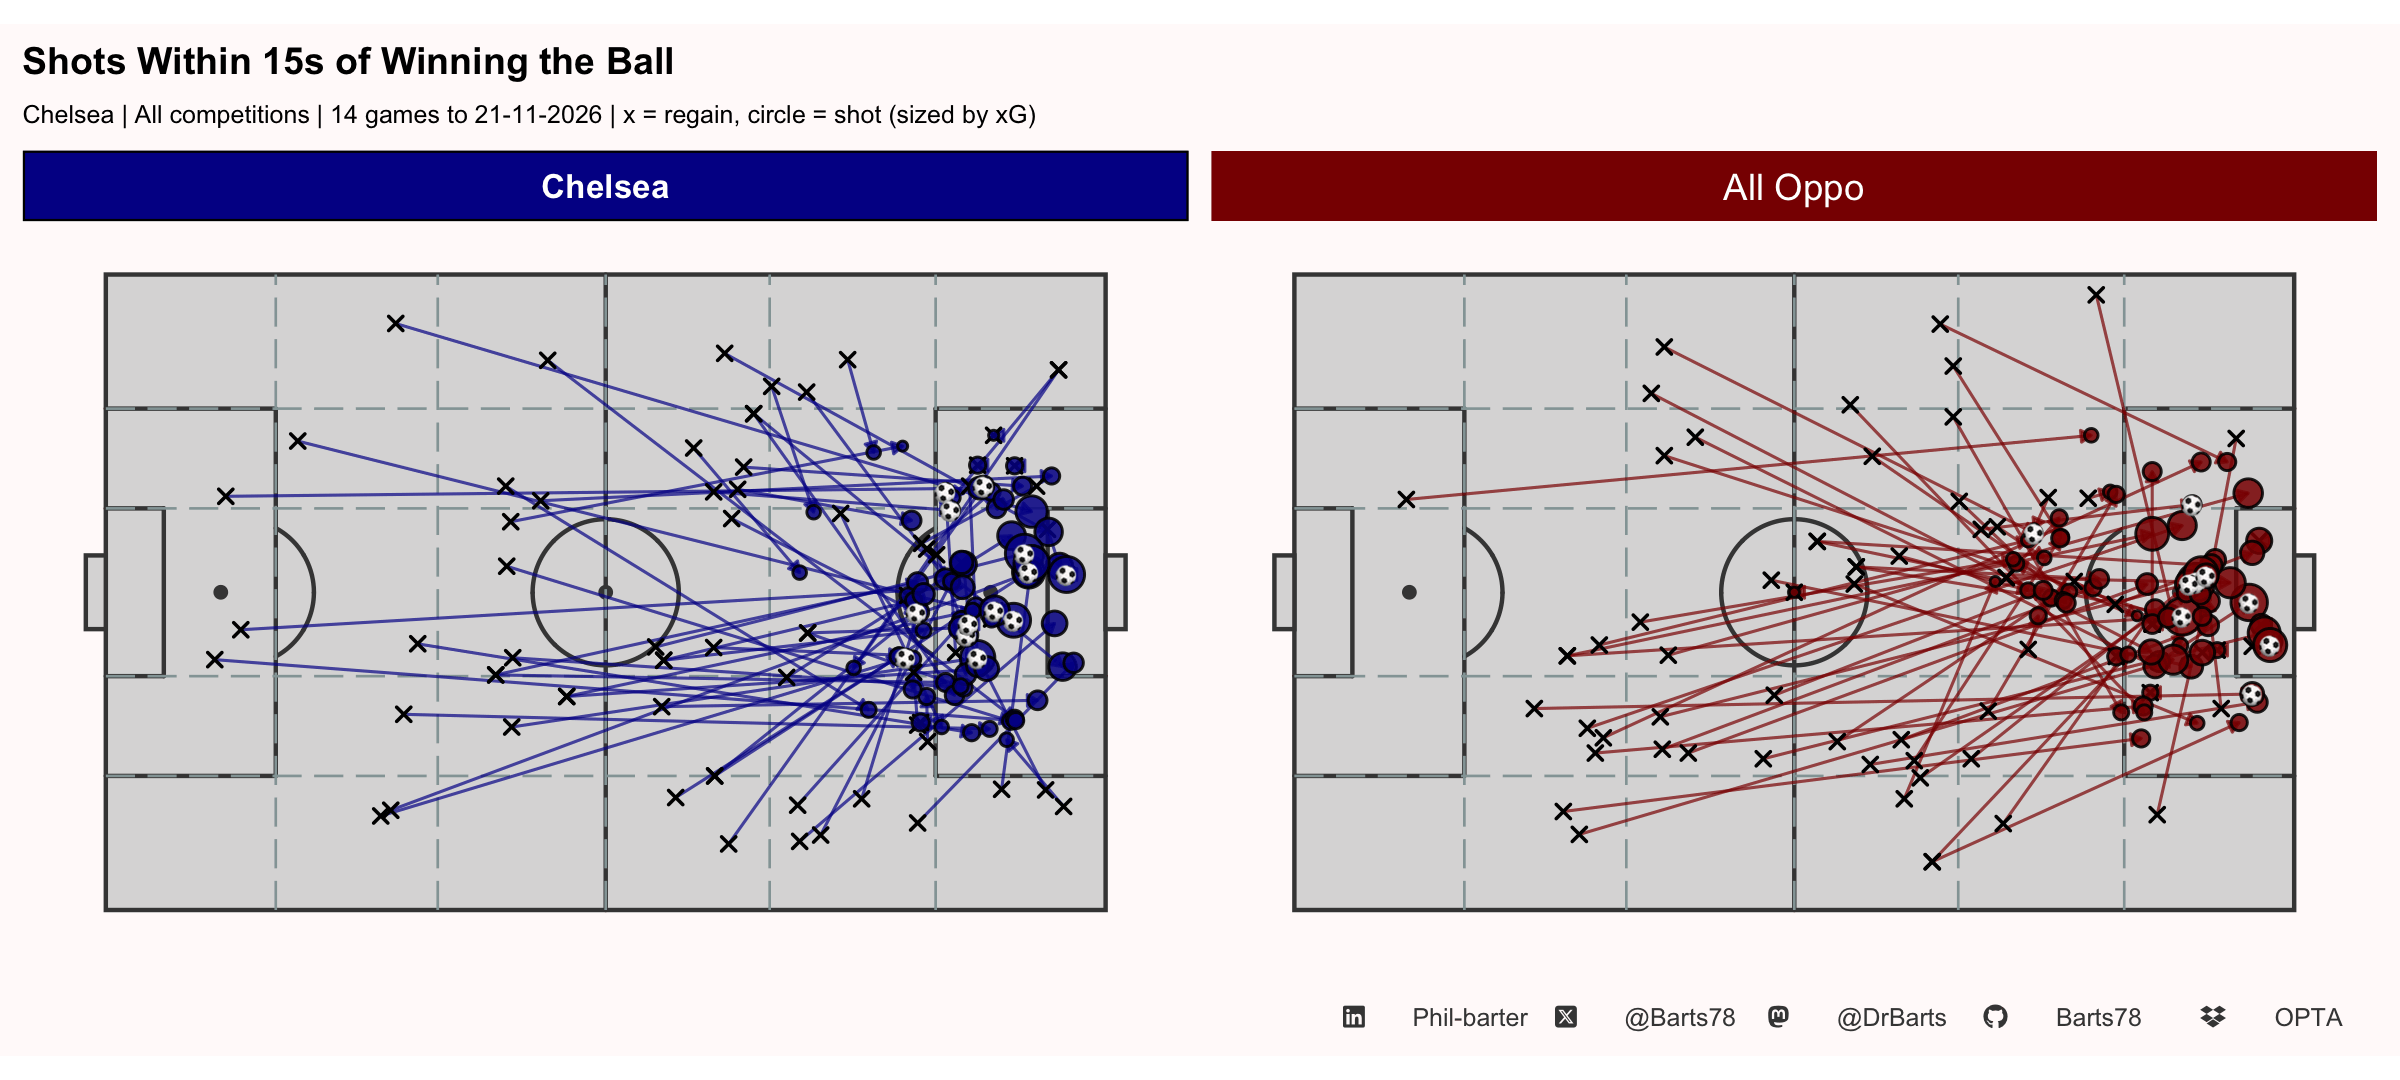 Shots Within 15s of Winning the Ball
Chelsea | All competitions | 14 games to 21-11-2026 | x = regain, circle = shot (sized by xG)
Chelsea
All Oppo
Phil-barter @Barts78 @DrBarts Barts78 OPTA